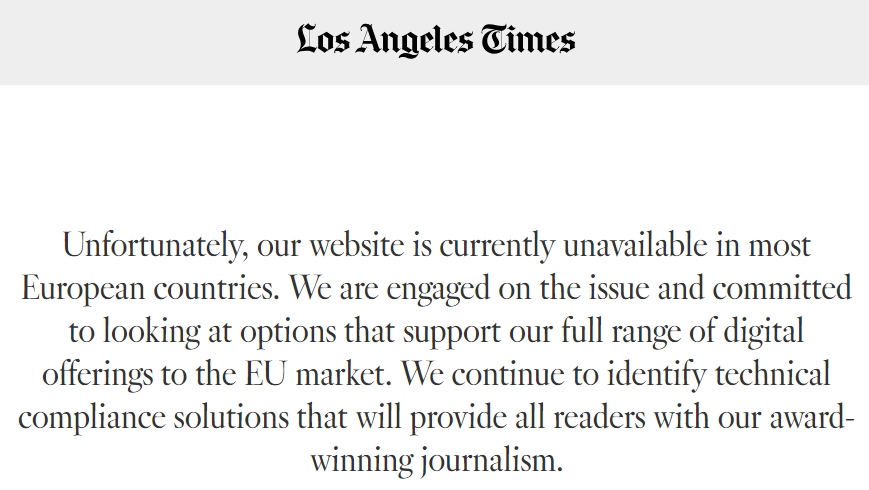 Los Angeles Times
Unfortunately, our website is currently unavailable in most
European countries. We are engaged on the issue and committed
to looking at options that support our full range of digital
offerings to the EU market. We continue to identify technical
compliance solutions that will provide all readers with our award-
winning journalism.